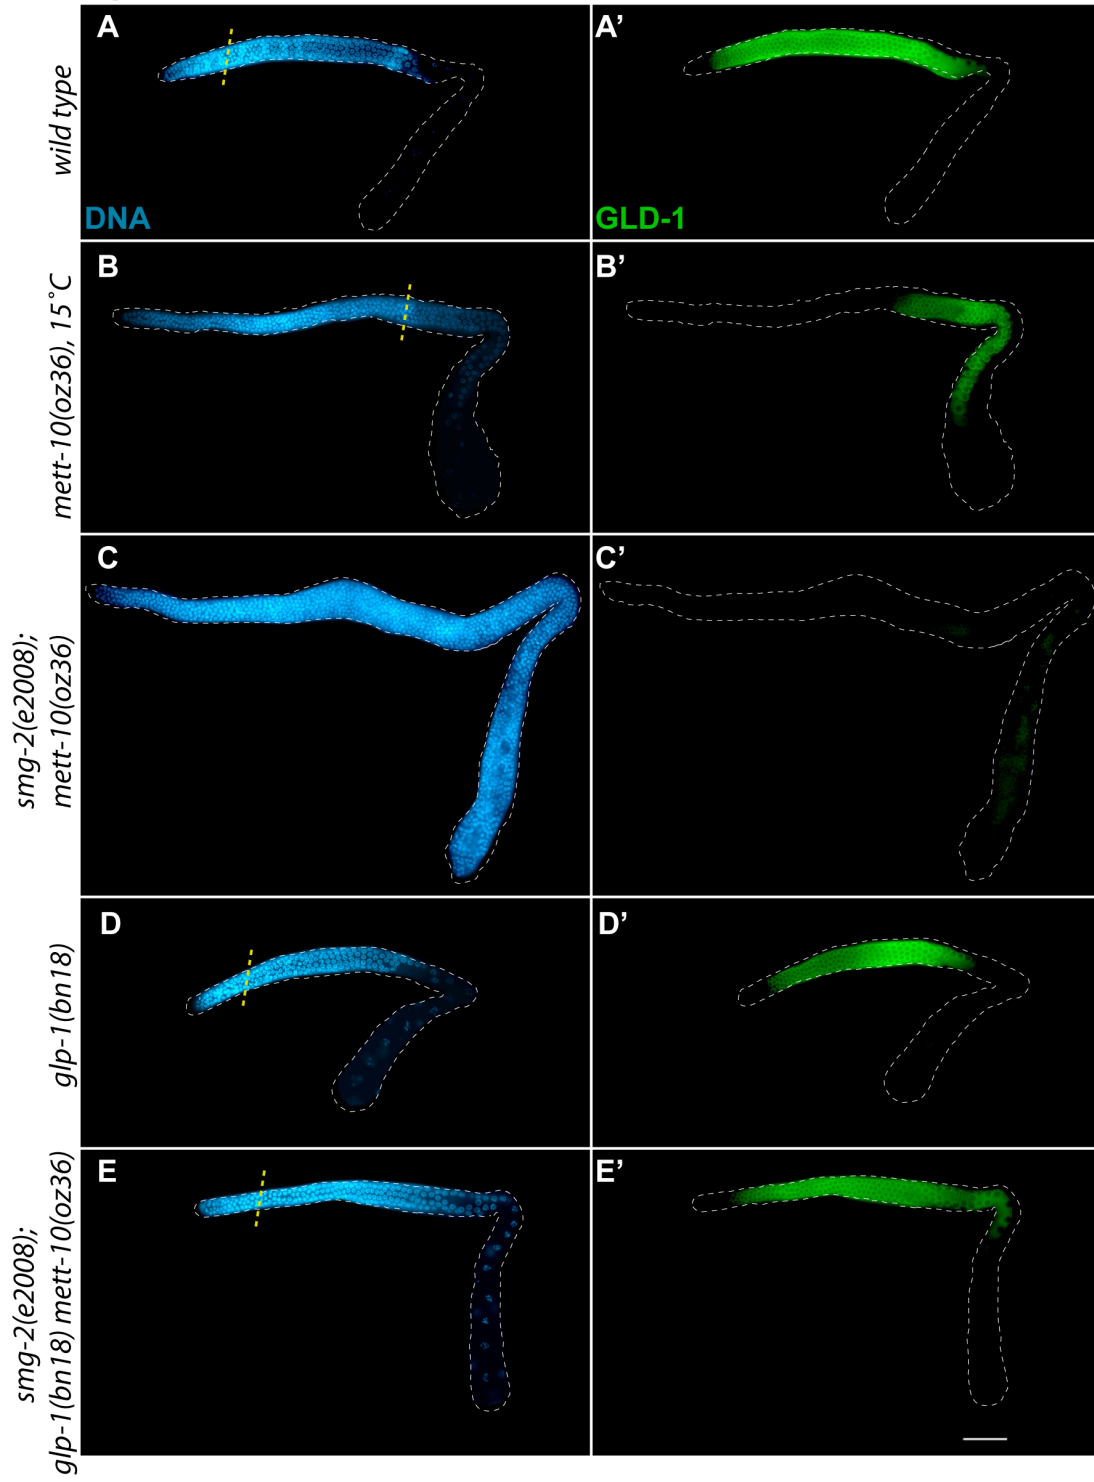 wild type
A
A’
DNA
GLD-1
mett-10(oz36), 15˚C
B
B’
smg-2(e2008);
mett-10(oz36)
C
C’
glp-1(bn18)
D
D’
smg-2(e2008);
glp-1(bn18) mett-10(oz36)
E
E’